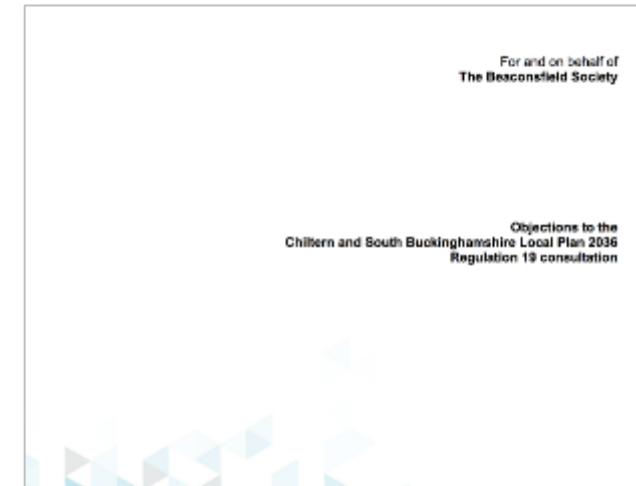 For and on behalf of
The Beaconsfield Society
Objections to the
Chiltern and South Buckinghamshire Local Plan 2036
Regulation 19 consultation